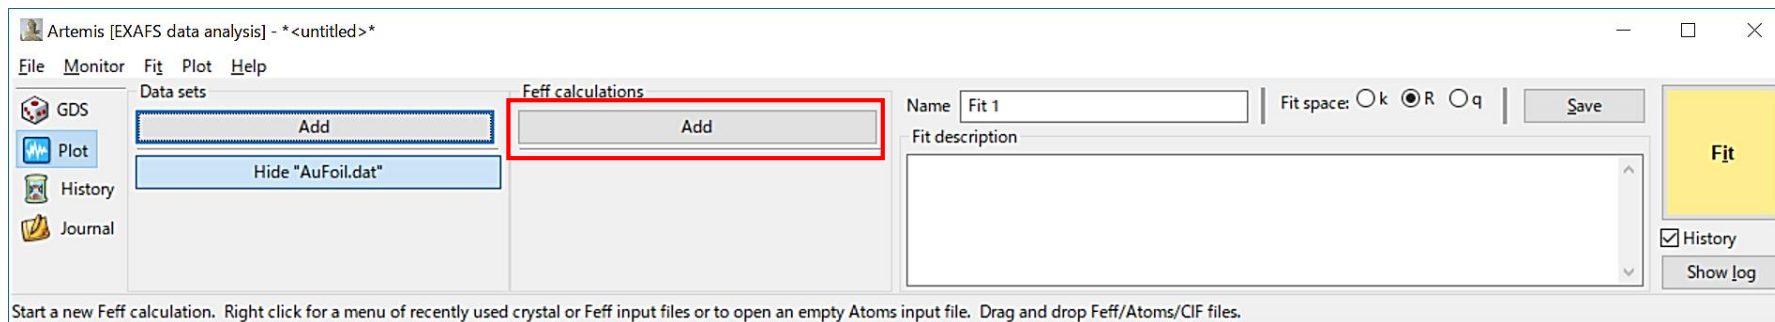 Artemis [EXAFS data analysis] - *<untitled>*
File Monitor Fit Plot Help
GDS
Plot
History
Journal
Data sets
Add
Hide "AuFoil.dat"
Feff calculations
Add
Name Fit 1
Fit space: k R q
Save
Fit description
Fit
History
Show log
Start a new Feff calculation. Right click for a menu of recently used crystal or Feff input files or to open an empty Atoms input file. Drag and drop Feff/Atoms/CIF files.